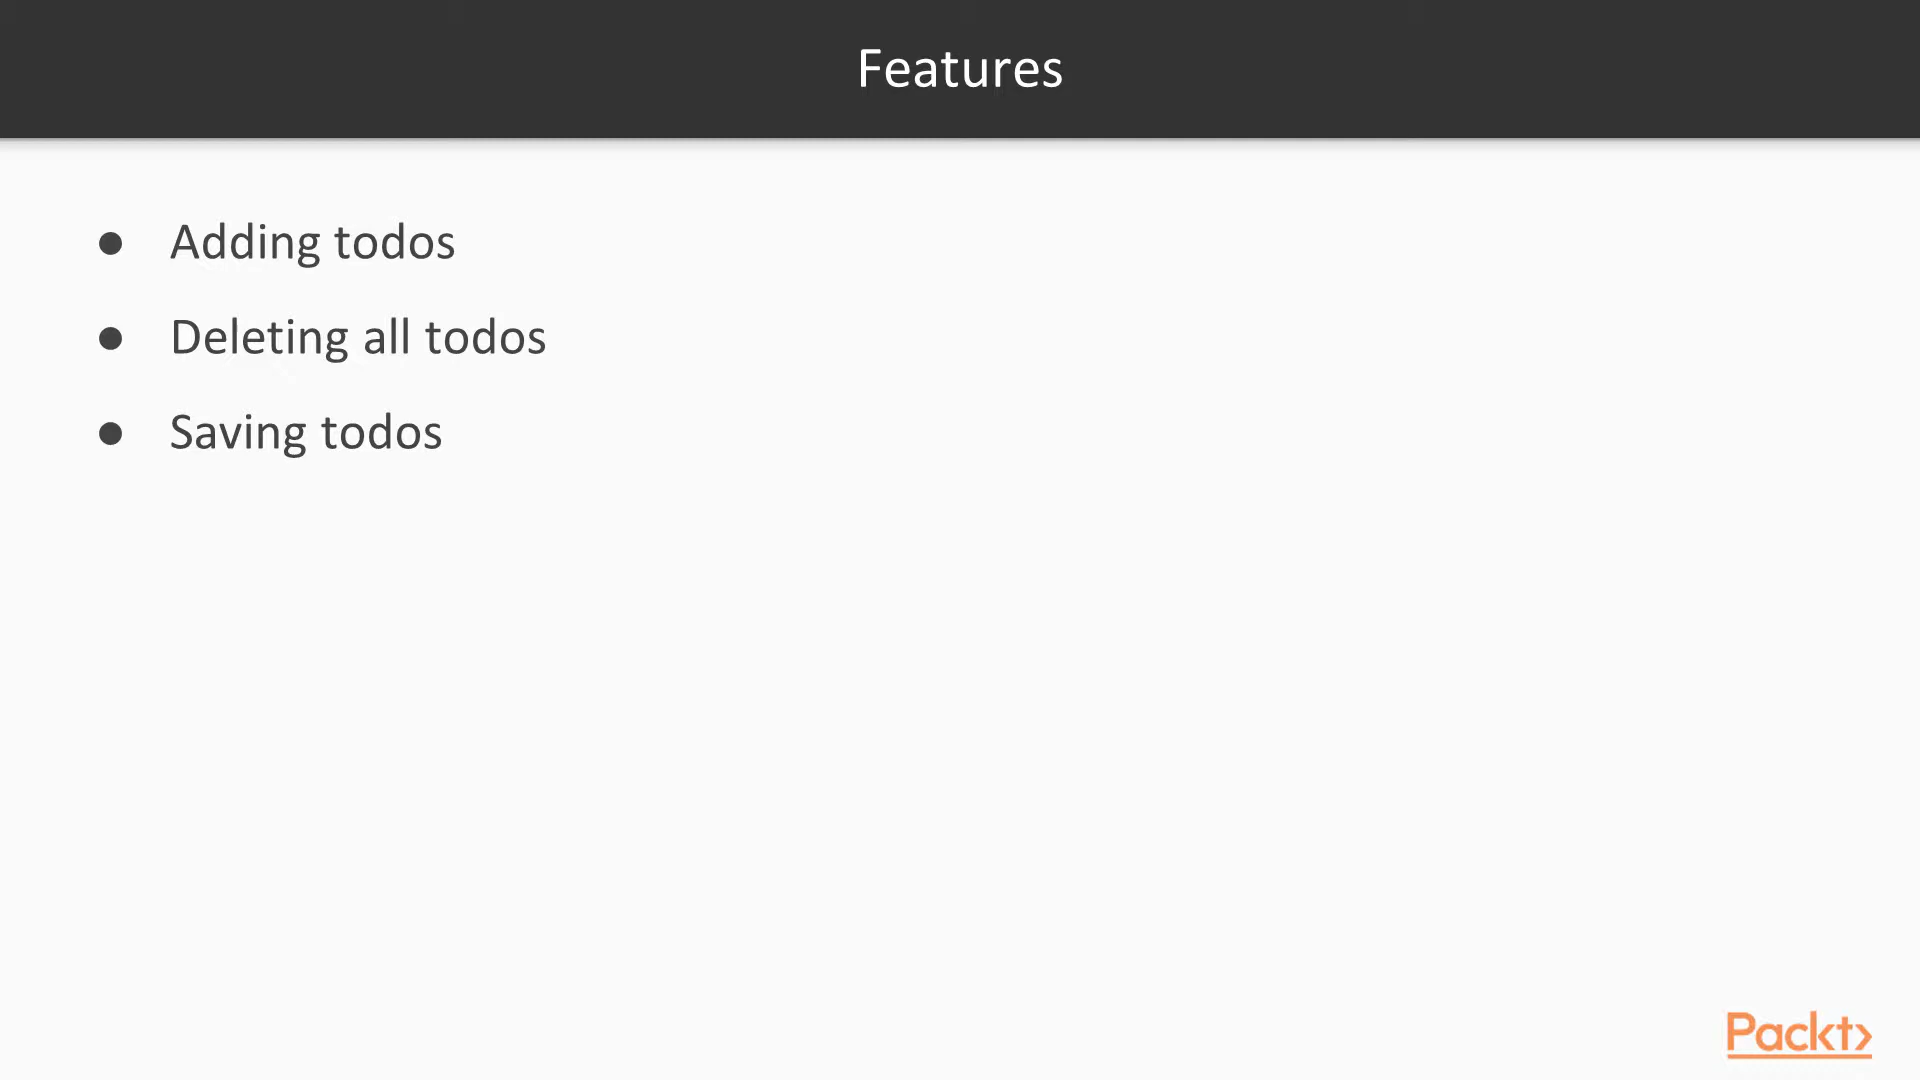 Features
● Adding todos
● Deleting all todos
● Saving todos
Packt>